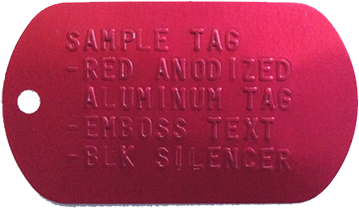 SAMPLE TAG
-RED ANODIZED
ALUMINUM TAG
-EMBOSS TEXT
-BLK SILENCER